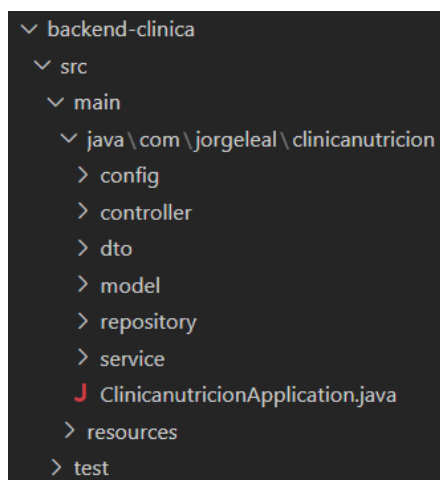 backend-clinica
src
main
java\com\jorgeleal\clinicanutricion
config
controller
dto
model
repository
service
J ClinicanutricionApplication.java
resources
test